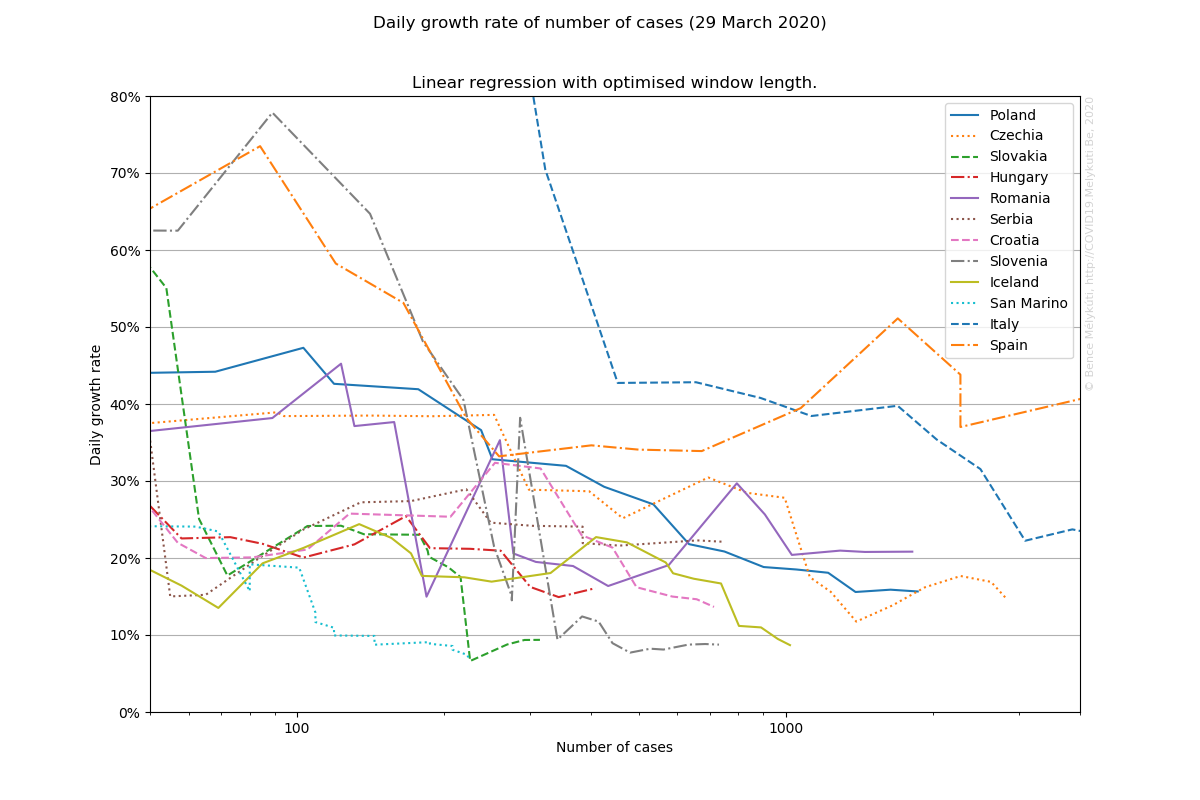 Daily growth rate of number of cases (29 March 2020)
Linear regression with optimised window length.
80%
70%
60%
50%
40%
30%
20%
10%
0%
Daily growth rate
100
1000
Number of cases
Poland
Czechia
Slovakia
Hungary
Romania
Serbia
Croatia
Slovenia
Iceland
San Marino
Italy
Spain
© Bence Mélykúti, http://COVID19.Melykuti.Be, 2020